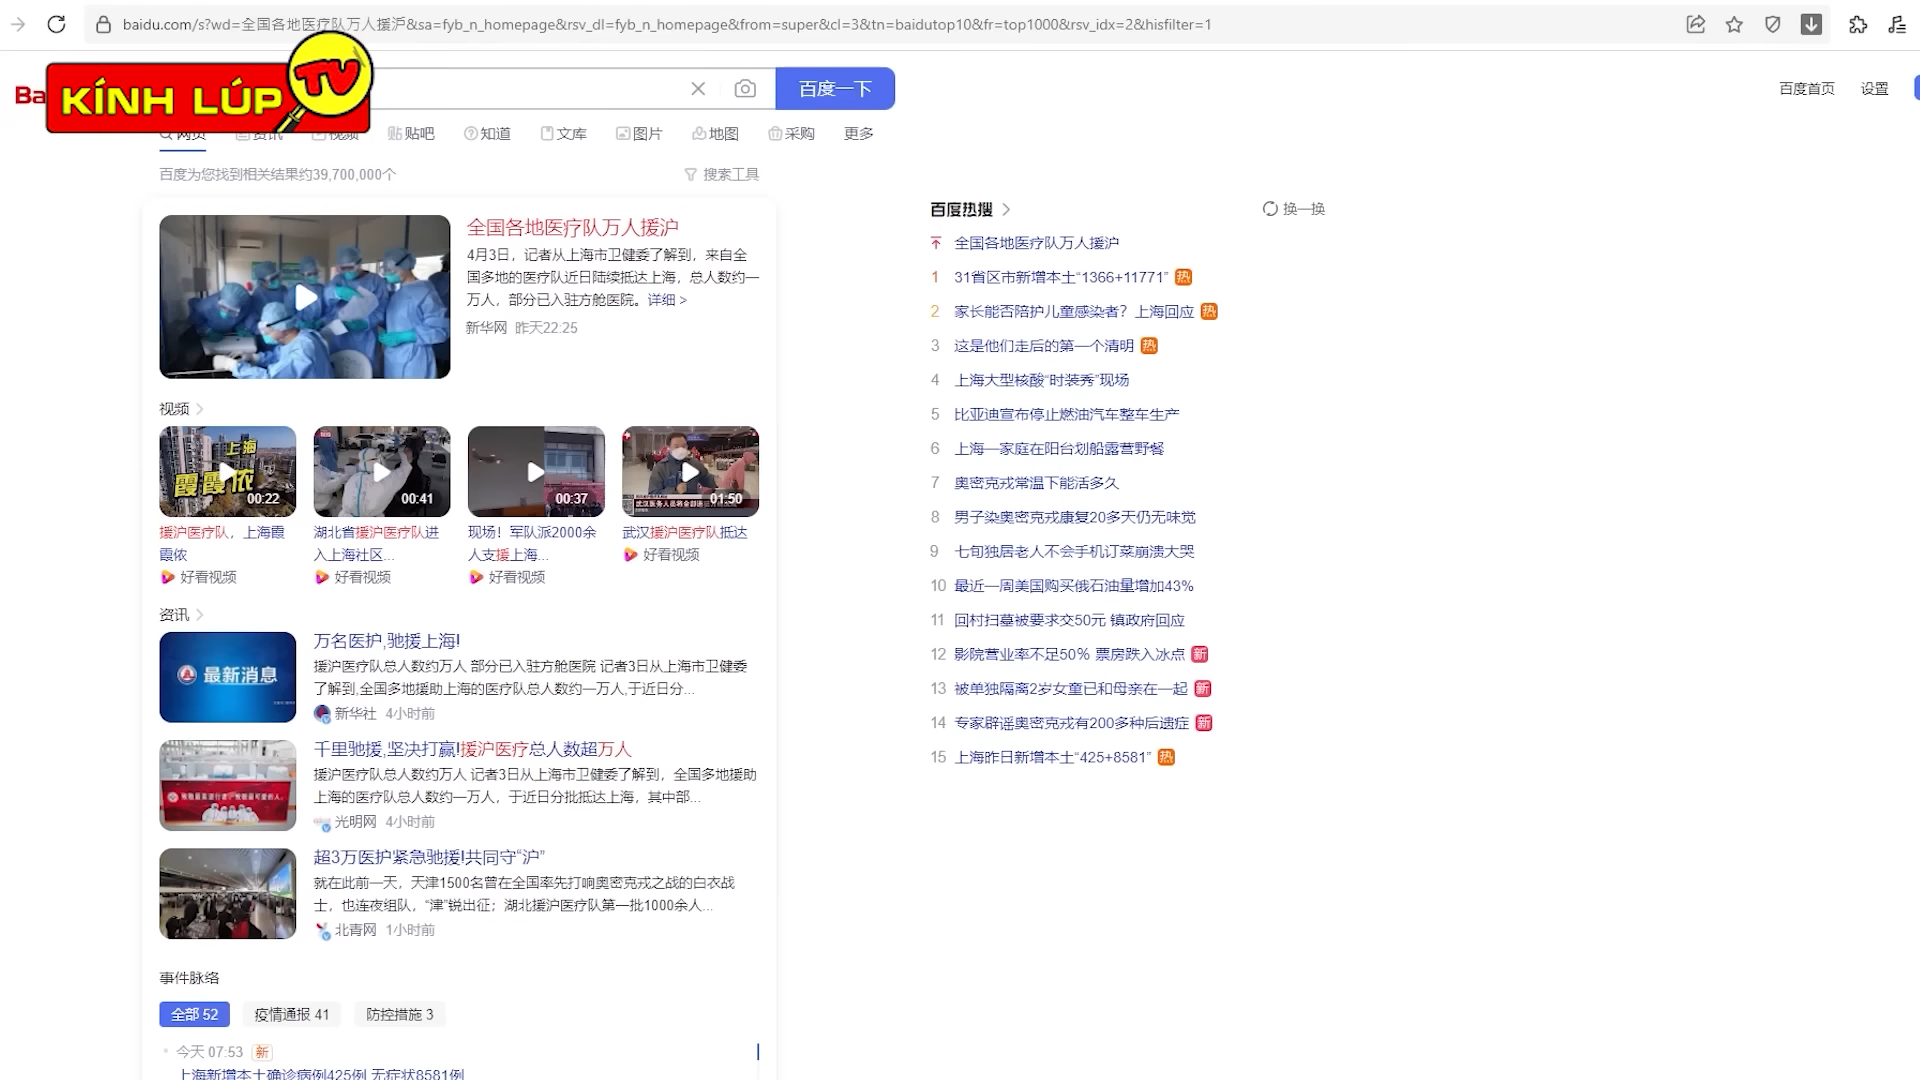 baidu.com/s?wd=全国各地医疗队万人援沪&sa=fyb_n_homepage&rsv_dl=fyb_n_homepage&from=super&cl=3&tn=baidutop10&fr=top1000&rsv_idx=2&hisfilter=1
Ba
KÍNH LÚP TV
百度一下
百度首页 设置
网页 资讯 视频 贴吧 知道 文库 图片 地图 采购 更多
百度为您找到相关结果约39,700,000个
搜索工具
全国各地医疗队万人援沪
4月3日，记者从上海市卫健委了解到，来自全
国多地的医疗队近日陆续抵达上海，总人数约一
万人，部分已入驻方舱医院。详细 >
新华网 昨天22:25
视频
上海
霞霞侬
00:22
00:41
00:37
01:50
援沪医疗队，上海霞
霞侬
好看视频
湖北省援沪医疗队进
入上海社区...
好看视频
现场！军队派2000余
人支援上海...
好看视频
武汉援沪医疗队抵达
好看视频
资讯
最新消息
万名医护,驰援上海!
援沪医疗队总人数约万人 部分已入驻方舱医院 记者3日从上海市卫健委
了解到,全国多地援助上海的医疗队总人数约一万人,于近日分...
新华社 4小时前
千里驰援,坚决打赢!援沪医疗总人数超万人
援沪医疗队总人数约万人 记者3日从上海市卫健委了解到，全国多地援助
上海的医疗队总人数约一万人，于近日分批抵达上海，其中部...
光明网 4小时前
超3万医护紧急驰援!共同守“沪”
就在此前一天，天津1500名曾在全国率先打响奥密克戎之战的白衣战
士，也连夜组队，“津”锐出征；湖北援沪医疗队第一批1000余人...
北青网 1小时前
事件脉络
全部 52 疫情通报 41 防控措施 3
今天 07:53 新
上海新增本土确诊病例425例 无症状8581例
百度热搜
换一换
全国各地医疗队万人援沪
1 31省区市新增本土“1366+11771” 热
2 家长能否陪护儿童感染者？上海回应 热
3 这是他们走后的第一个清明 热
4 上海大型核酸“时装秀”现场
5 比亚迪宣布停止燃油汽车整车生产
6 上海一家庭在阳台划船露营野餐
7 奥密克戎常温下能活多久
8 男子染奥密克戎康复20多天仍无味觉
9 七旬独居老人不会手机订菜崩溃大哭
10 最近一周美国购买俄石油量增加43%
11 回村扫墓被要求交50元 镇政府回应
12 影院营业率不足50% 票房跌入冰点 新
13 被单独隔离2岁女童已和母亲在一起 新
14 专家辟谣奥密克戎有200多种后遗症 新
15 上海昨日新增本土“425+8581” 热